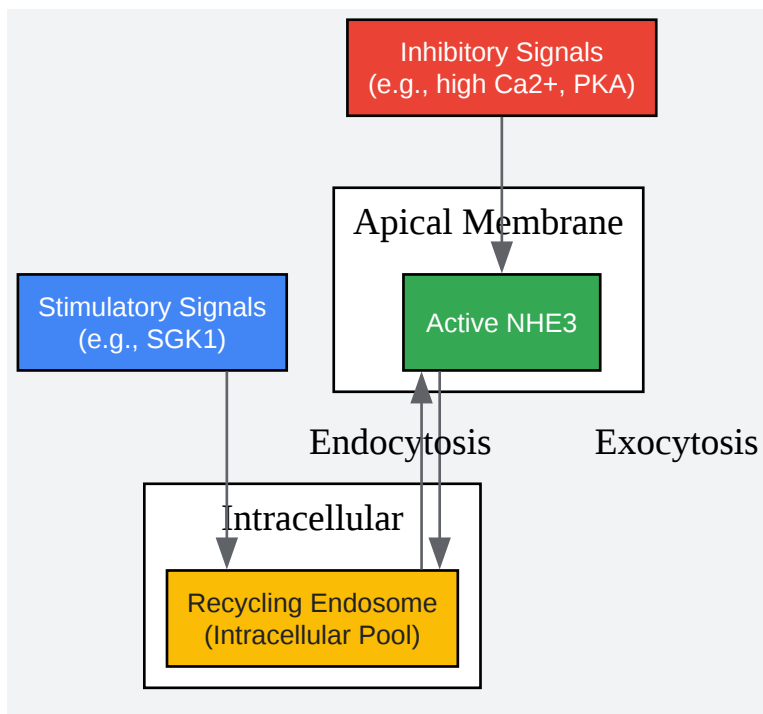 Inhibitory Signals
(e.g., high Ca2+, PKA)
Apical Membrane
Stimulatory Signals
(e.g., SGK1)
Active NHE3
Endocytosis
Exocytosis
Intracellular
Recycling Endosome
(Intracellular Pool)